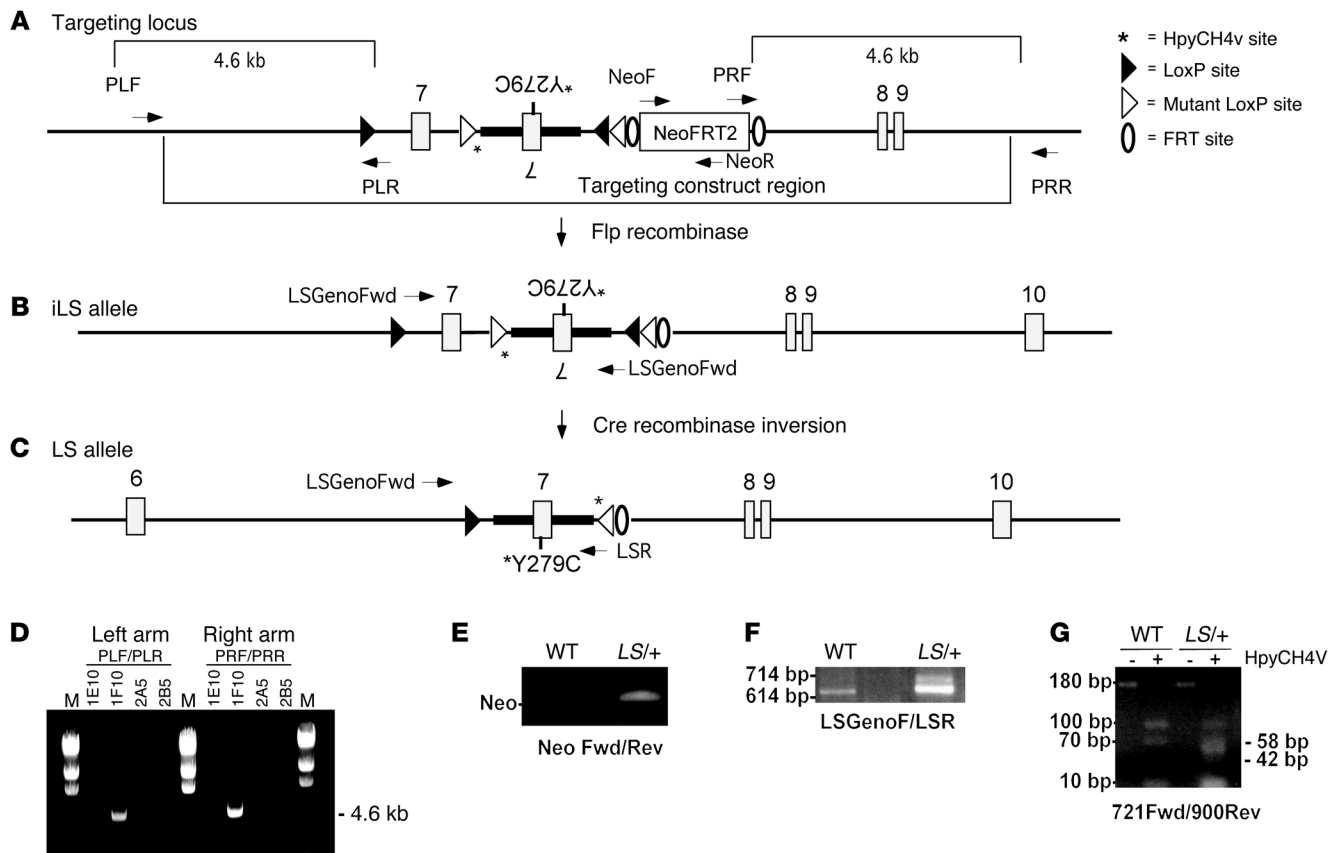 A Targeting locus
4.6 kb
4.6 kb
* = HpyCH4v site
= LoxP site
= Mutant LoxP site
= FRT site
PLF
7
*Y279C
NeoF
PRF
8 9
NeoFRT2
*
PLR
7
NeoR
PRR
Targeting construct region
Flp recombinase
B iLS allele
LSGenoFwd
7
*Y279C
8 9
10
*
7
LSGenoFwd
Cre recombinase inversion
C LS allele
6
LSGenoFwd
7
*
8 9
10
*Y279C
LSR
D
Left arm
Right arm
PLF/PLR
PRF/PRR
M 1E10 1F10 2A5 2B5 M 1E10 1F10 2A5 2B5 M
- 4.6 kb
E
WT LS/+
Neo-
Neo Fwd/Rev
F
WT LS/+
714 bp-
614 bp-
LSGenoF/LSR
G
WT LS/+
- + - + HpyCH4V
180 bp-
100 bp-
70 bp-
10 bp-
- 58 bp
- 42 bp
721Fwd/900Rev